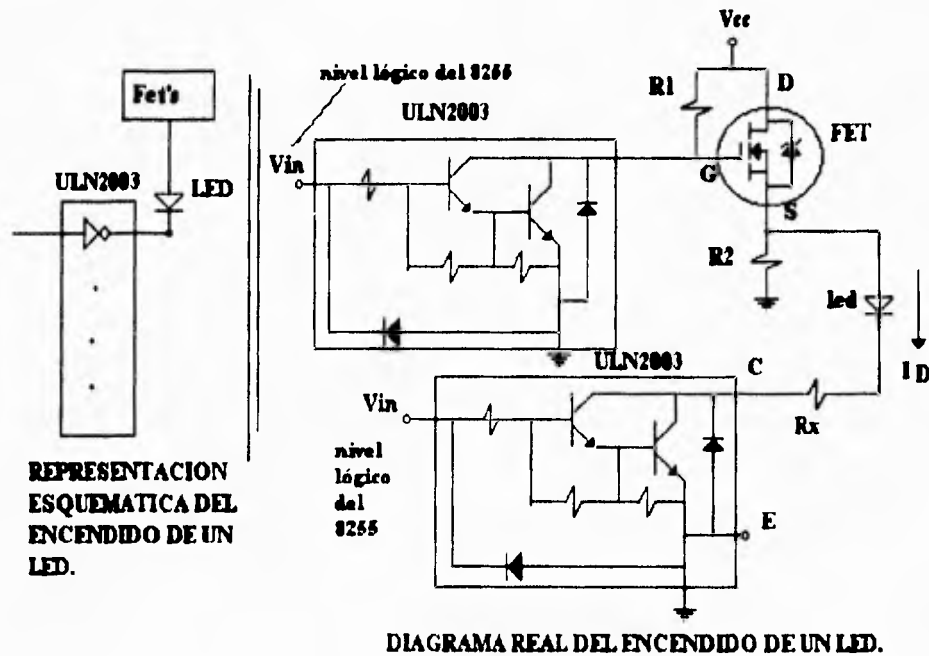 Fet's
ULN2003
LED
REPRESENTACION
ESQUEMATICA DEL
ENCENDIDO DE UN
LED.
nivel lógico del 8255
ULN2003
Vin
Vcc
R1
D
FET
G
S
R2
led
ID
ULN2003
C
Vin
Rx
nivel
lógico
del
8255
E
DIAGRAMA REAL DEL ENCENDIDO DE UN LED.